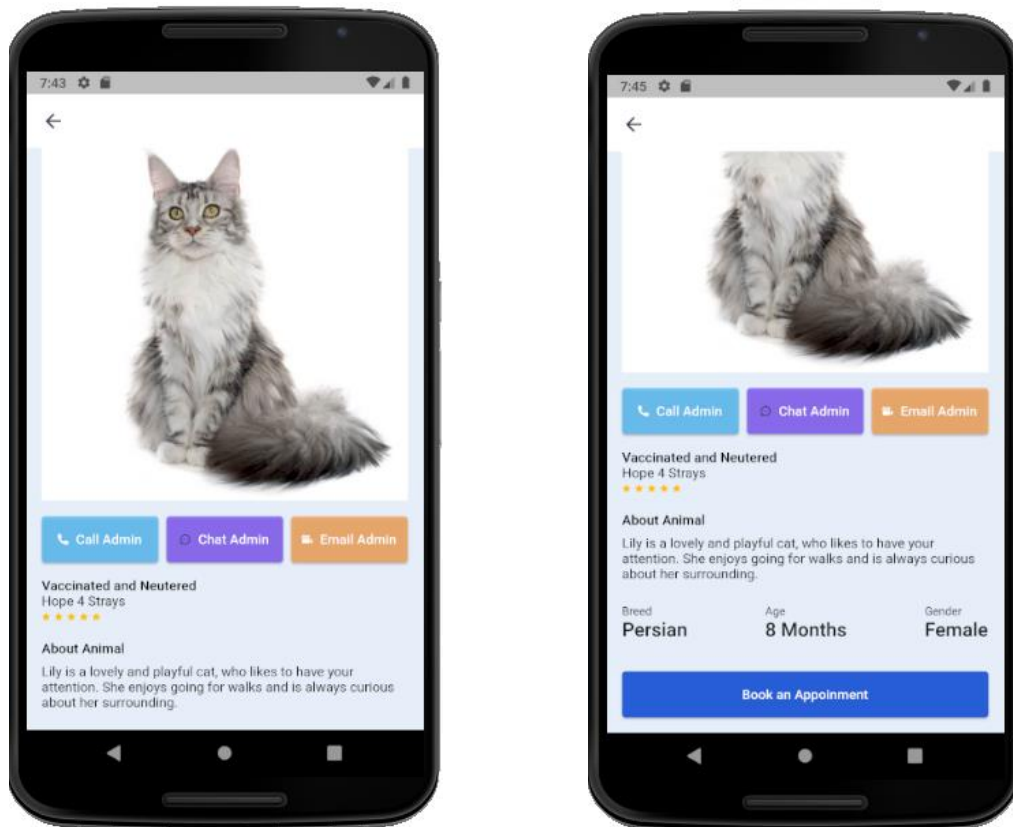 7:43
Call Admin
Chat Admin
Email Admin
Vaccinated and Neutered
Hope 4 Strays
About Animal
Lily is a lovely and playful cat, who likes to have your
attention. She enjoys going for walks and is always curious
about her surrounding.
7:45
Call Admin
Chat Admin
Email Admin
Vaccinated and Neutered
Hope 4 Strays
About Animal
Lily is a lovely and playful cat, who likes to have your
attention. She enjoys going for walks and is always curious
about her surrounding.
Breed
Age
Gender
Persian
8 Months
Female
Book an Appoinment